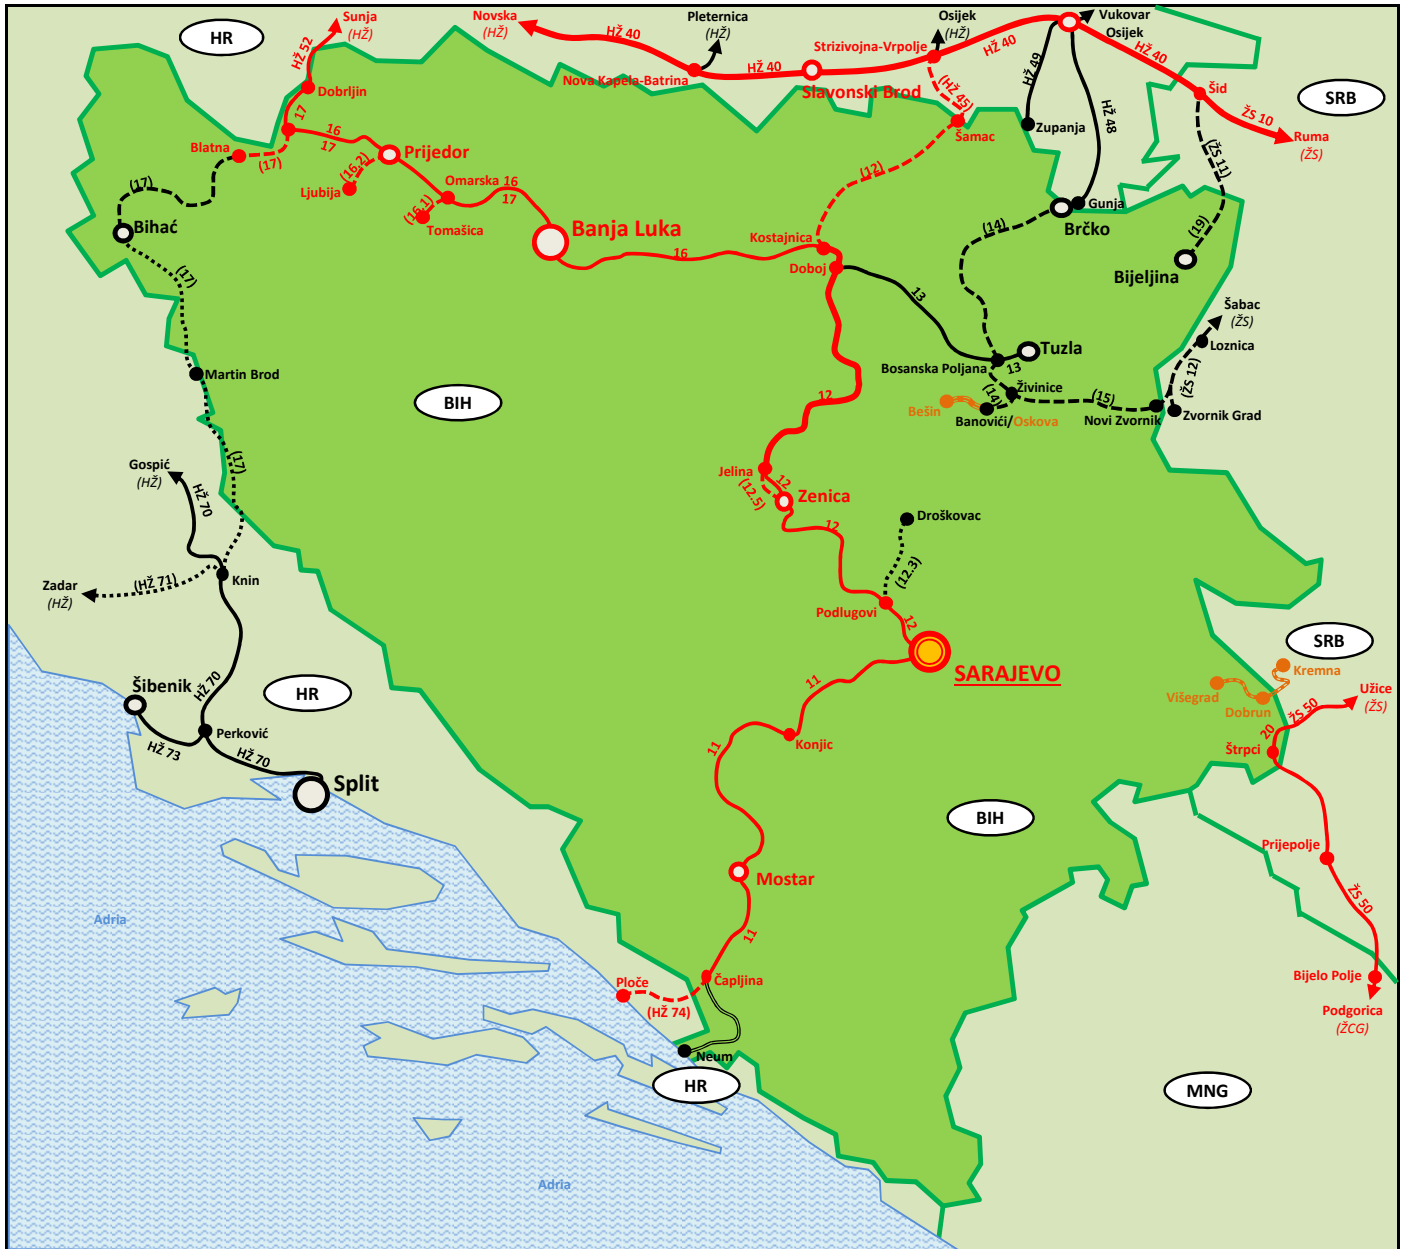 Sunja
(HŽ)
Novska
(HŽ)
Pleternica
(HŽ)
Osijek
(HŽ)
Vukovar
Osijek
HR
HŽ 52
HŽ 40
HŽ 40
HŽ 40
HŽ 40
Strizivojna-Vrpolje
Nova Kapela-Batrina
Slavonski Brod
HŽ 49
HŽ 48
(HŽ 45)
Šid
SRB
ŽS 10
Ruma
(ŽS)
(ŽS 11)
Dobrljin
17
16
17
Blatna
(17)
Prijedor
(16.2)
Ljubija
Omarska
16
17
(16.1)
Tomašica
Šamac
Zupanja
Gunja
Brčko
(12)
(14)
(19)
Bijeljina
(17)
Bihać
(17)
Banja Luka
16
Kostajnica
Doboj
13
Šabac
(ŽS)
Loznica
(ŽS 12)
Tuzla
Bosanska Poljana
13
Živinice
(14)
(15)
Bešin
Banovići/Oskova
Novi Zvornik
Zvornik Grad
Martin Brod
BIH
12
(17)
Gospić
(HŽ)
HŽ 70
Jelina
12
(12.5)
Zenica
12
Droškovac
(12.3)
Zadar
(HŽ)
(HŽ 71)
Knin
Podlugovi
12
SARAJEVO
SRB
Kremna
Višegrad
Dobrun
Užice
(ŽS)
ŽS 50
20
Štrpci
Šibenik
HŽ 70
HR
Perković
HŽ 73
HŽ 70
Split
11
11
Konjic
BIH
Prijepolje
Mostar
ŽS 50
Adria
11
Ploče
Čapljina
(HŽ 74)
Bijelo Polje
Podgorica
(ŽCG)
Neum
HR
MNG
Adria